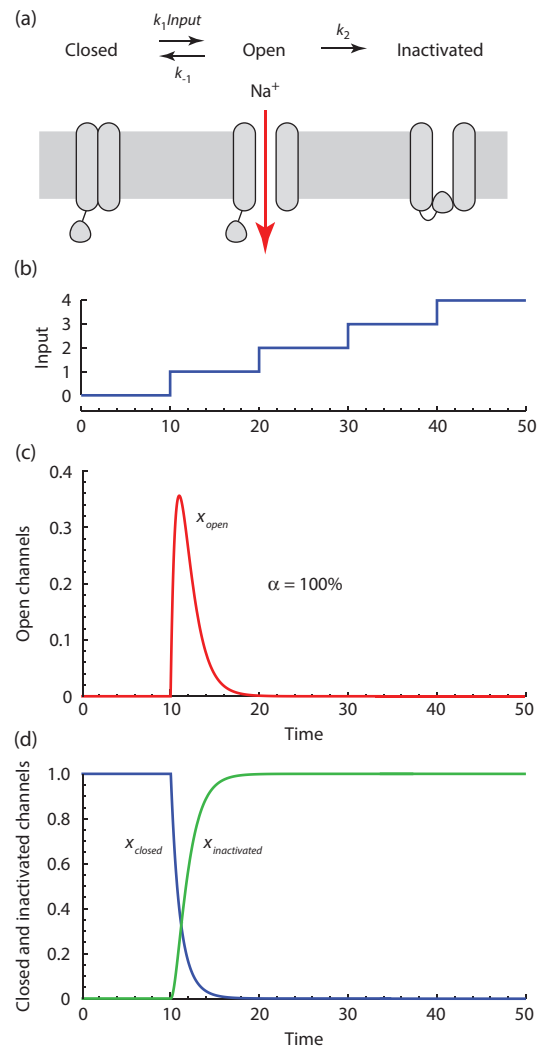 (a)
k1Input
Closed
Open
k2
Inactivated
k-1
Na+
(b)
Input
4
3
2
1
0
0 10 20 30 40 50
(c)
Open channels
0.4
0.3
0.2
0.1
0
xopen
α = 100%
0 10 20 30 40 50
Time
(d)
Closed and inactivated channels
1.0
0.8
0.6
0.4
0.2
0
xclosed
xinactivated
0 10 20 30 40 50
Time